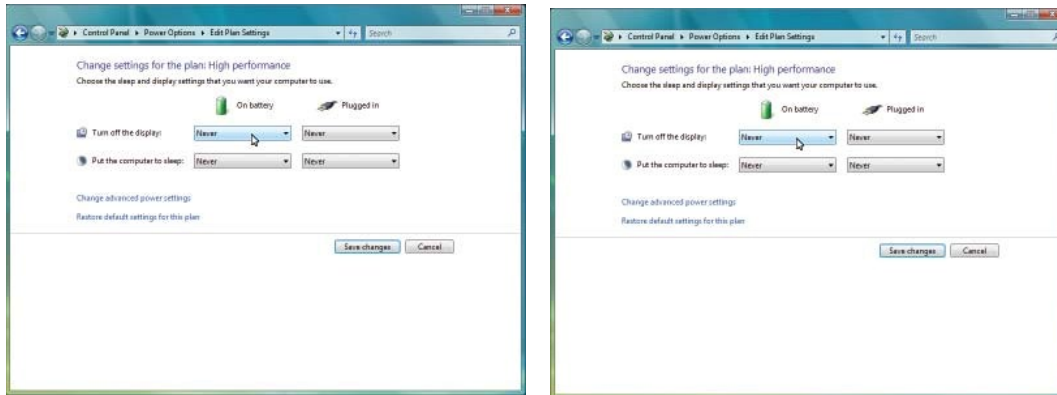 Control Panel ▸ Power Options ▸ Edit Plan Settings
Search
Change settings for the plan: High performance
Choose the sleep and display settings that you want your computer to use.
On battery Plugged in
Turn off the display: Never Never
Put the computer to sleep: Never Never
Change advanced power settings
Restore default settings for this plan
Save changes Cancel
Control Panel ▸ Power Options ▸ Edit Plan Settings
Search
Change settings for the plan: High performance
Choose the sleep and display settings that you want your computer to use.
On battery Plugged in
Turn off the display: Never Never
Put the computer to sleep: Never Never
Change advanced power settings
Restore default settings for this plan
Save changes Cancel